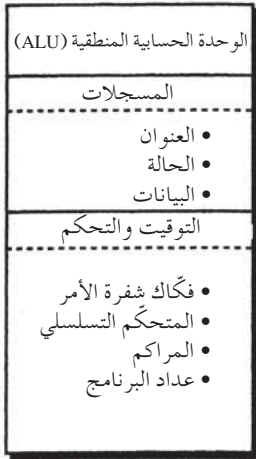 الوحدة الحسابية المنطقية (ALU)
المسجلات
• العنوان
• الحالة
• البيانات
التوقيت والتحكم
• فكّاك شفرة الأمر
• المتحكّم التسلسلي
• المراكم
• عداد البرنامج